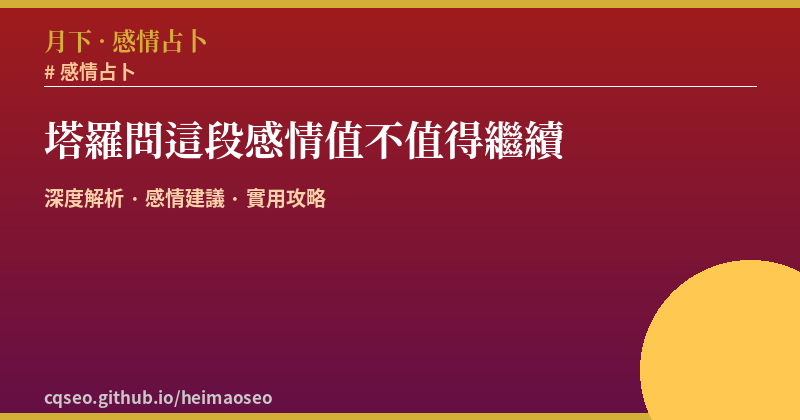 月下 · 感情占卜
# 感情占卜
塔羅問這段感情值不值得繼續
深度解析 · 感情建議 · 實用攻略
cqseo.github.io/heimaoseo